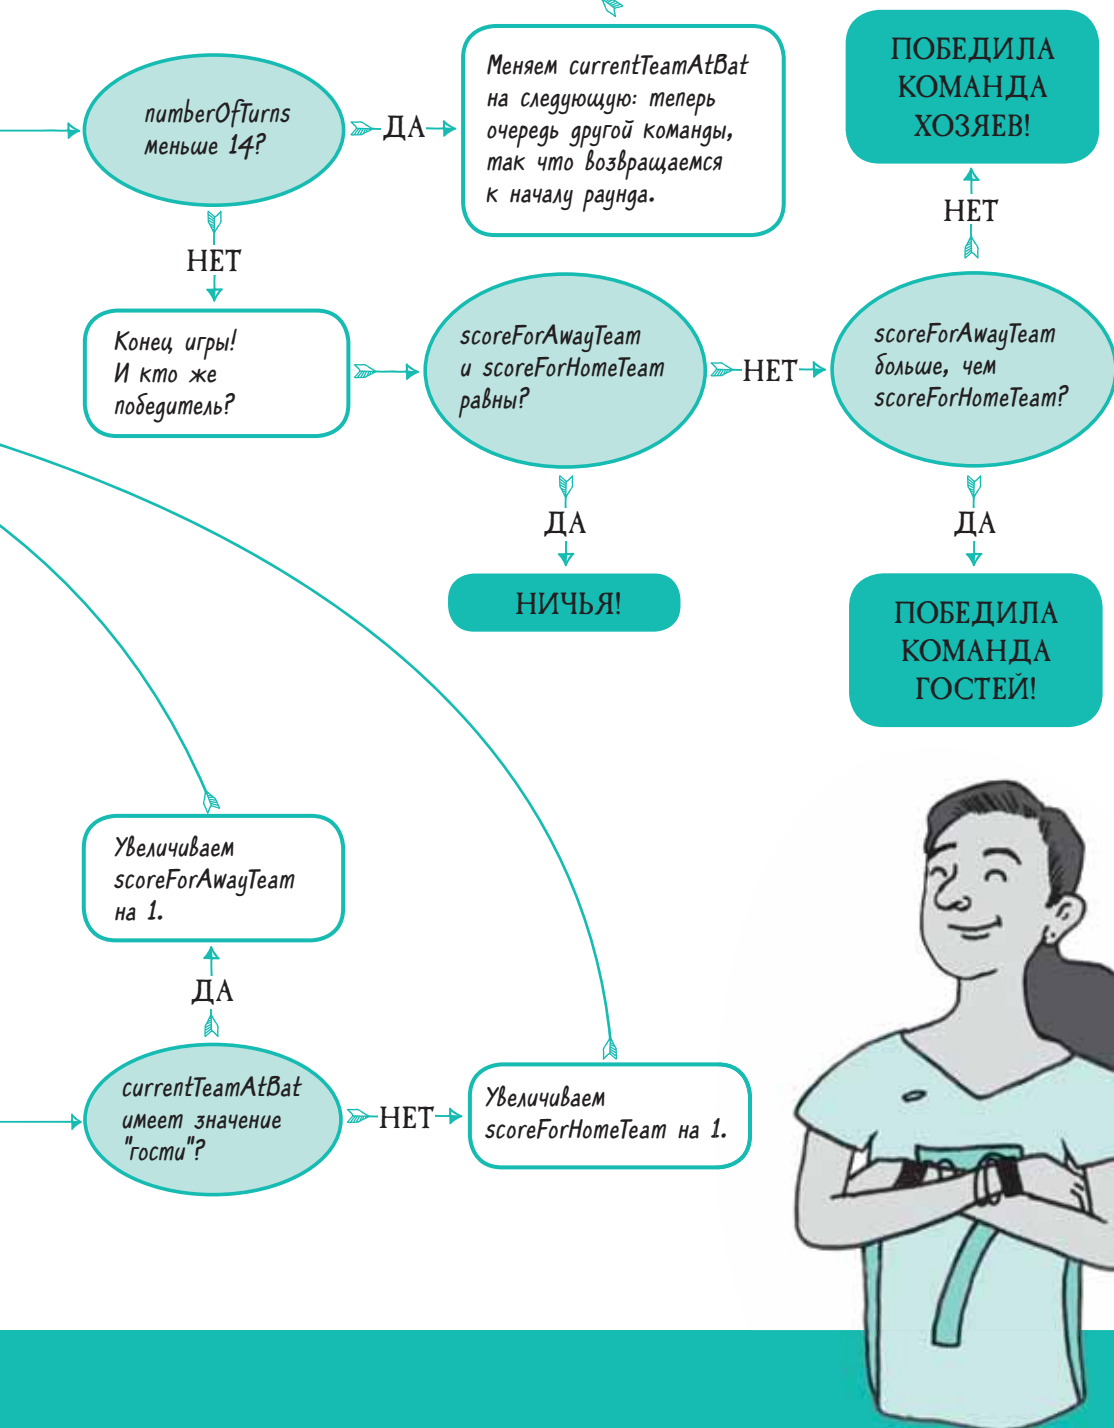 numberOfTurns
меньше 14?
ДА
Меняем currentTeamAtBat
на следующую: теперь
очередь другой команды,
так что возвращаемся
к началу раунда.
ПОБЕДИЛА
КОМАНДА
ХОЗЯЕВ!
НЕТ
НЕТ
Конец игры!
И кто же
победитель?
scoreForAwayTeam
и scoreForHomeTeam
равны?
НЕТ
scoreForAwayTeam
больше, чем
scoreForHomeTeam?
ДА
НИЧЬЯ!
ДА
ПОБЕДИЛА
КОМАНДА
ГОСТЕЙ!
Увеличиваем
scoreForAwayTeam
на 1.
ДА
currentTeamAtBat
имеет значение
"гости"?
НЕТ
Увеличиваем
scoreForHomeTeam на 1.